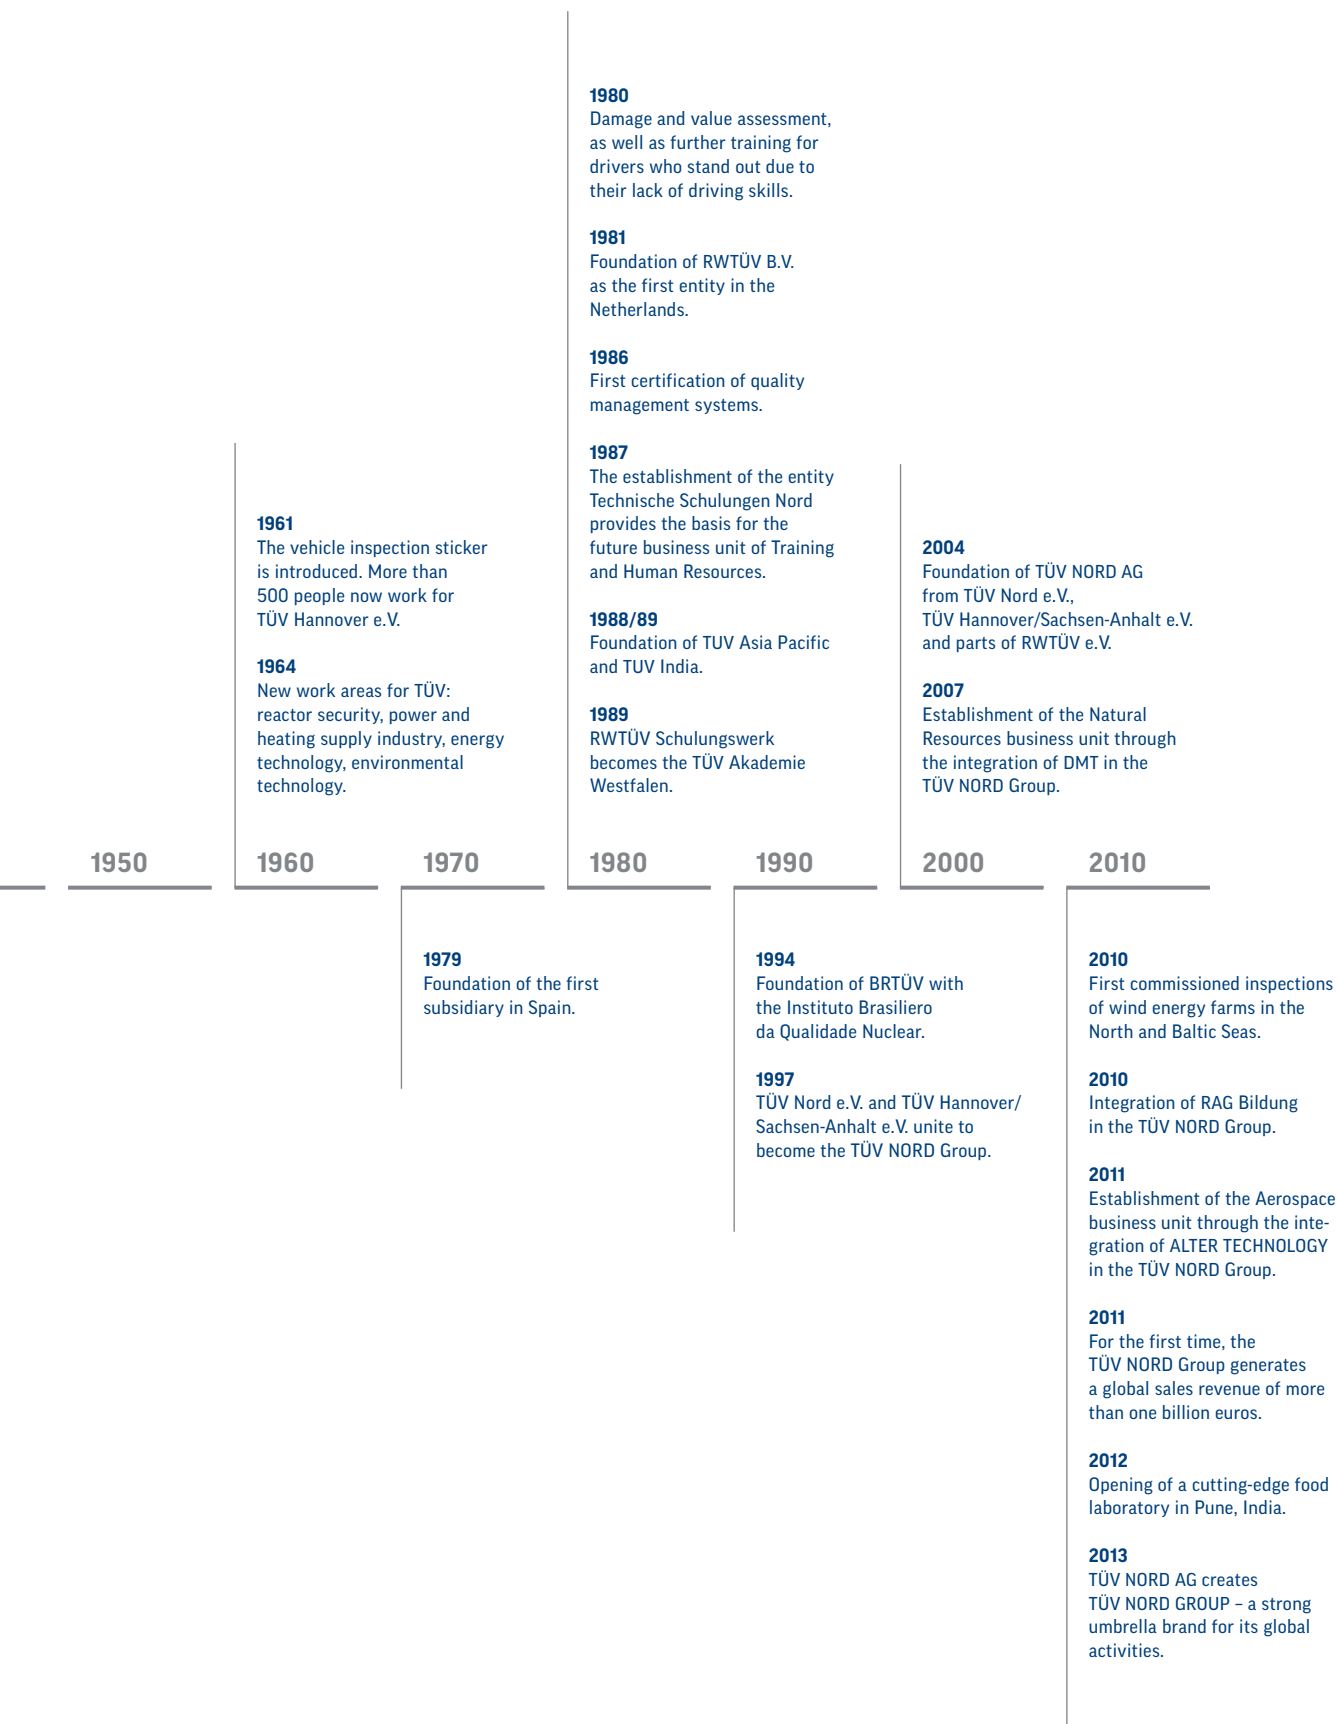 1980
Damage and value assessment,
as well as further training for
drivers who stand out due to
their lack of driving skills.
1981
Foundation of RWTÜV B.V.
as the first entity in the
Netherlands.
1986
First certification of quality
management systems.
1987
The establishment of the entity
Technische Schulungen Nord
provides the basis for the
future business unit of Training
and Human Resources.
1988/89
Foundation of TUV Asia Pacific
and TUV India.
1989
RWTÜV Schulungswerk
becomes the TÜV Akademie
Westfalen.
1961
The vehicle inspection sticker
is introduced. More than
500 people now work for
TÜV Hannover e.V.
1964
New work areas for TÜV:
reactor security, power and
heating supply industry, energy
technology, environmental
technology.
2004
Foundation of TÜV NORD AG
from TÜV Nord e.V.,
TÜV Hannover/Sachsen-Anhalt e.V.
and parts of RWTÜV e.V.
2007
Establishment of the Natural
Resources business unit through
the integration of DMT in the
TÜV NORD Group.
1950
1960
1970
1980
1990
2000
2010
1979
Foundation of the first
subsidiary in Spain.
1994
Foundation of BRTÜV with
the Instituto Brasiliero
da Qualidade Nuclear.
1997
TÜV Nord e.V. and TÜV Hannover/
Sachsen-Anhalt e.V. unite to
become the TÜV NORD Group.
2010
First commissioned inspections
of wind energy farms in the
North and Baltic Seas.
2010
Integration of RAG Bildung
in the TÜV NORD Group.
2011
Establishment of the Aerospace
business unit through the inte-
gration of ALTER TECHNOLOGY
in the TÜV NORD Group.
2011
For the first time, the
TÜV NORD Group generates
a global sales revenue of more
than one billion euros.
2012
Opening of a cutting-edge food
laboratory in Pune, India.
2013
TÜV NORD AG creates
TÜV NORD GROUP – a strong
umbrella brand for its global
activities.